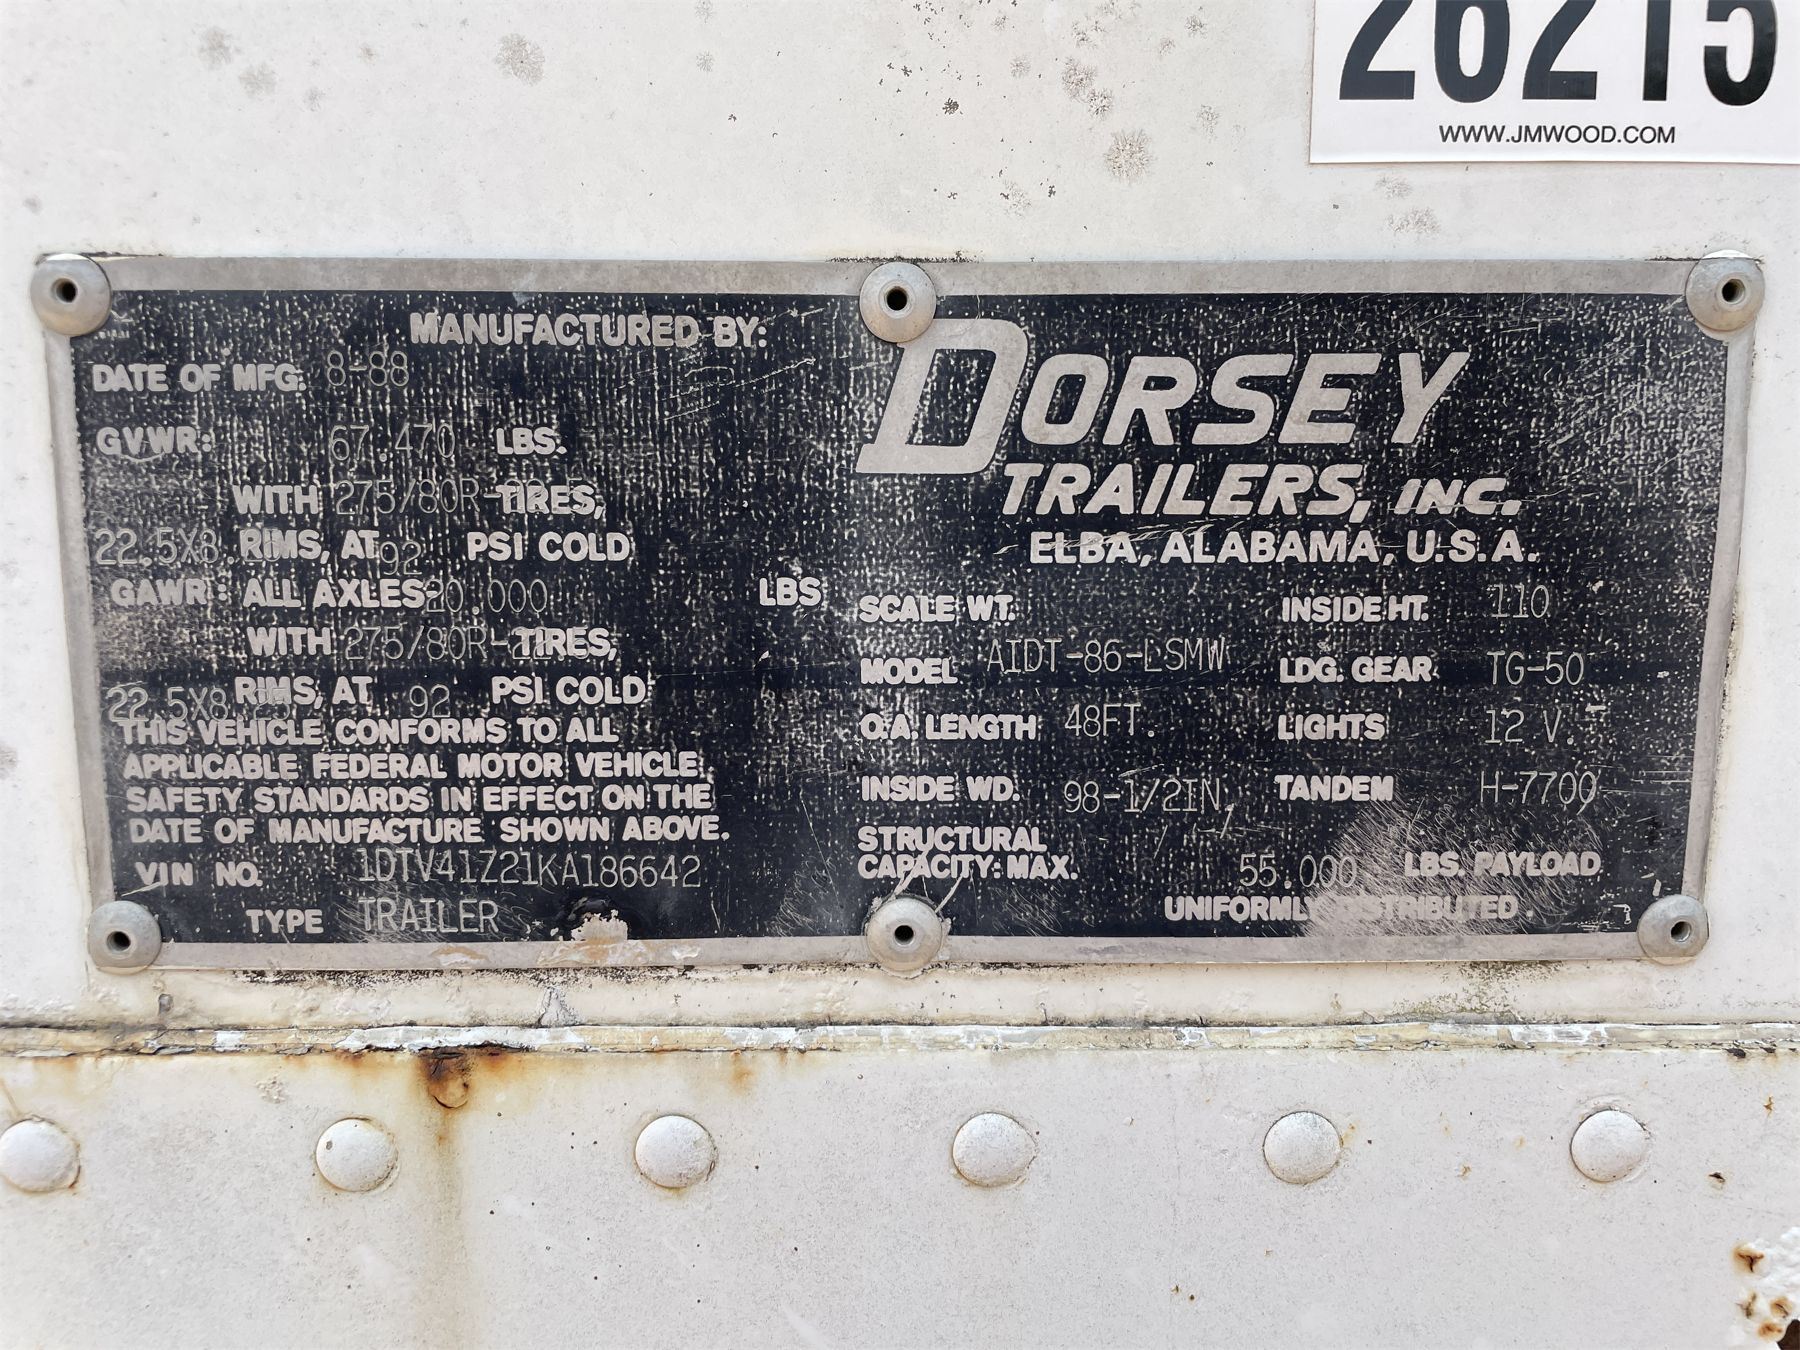 26215
WWW.JMWOOD.COM
MANUFACTURED BY:
DORSEY
TRAILERS, INC.
ELBA, ALABAMA, U.S.A.
DATE OF MFG: 8-88
GVWR: 67.470 LBS.
WITH 275/80R- TIRES,
22.5X8. RIMS, AT 92 PSI COLD
GAWR: ALL AXLES- 20.000 LBS
WITH 275/80R- TIRES,
22.5X8. RIMS, AT 92 PSI COLD
THIS VEHICLE CONFORMS TO ALL
APPLICABLE FEDERAL MOTOR VEHICLE
SAFETY STANDARDS IN EFFECT ON THE
DATE OF MANUFACTURE SHOWN ABOVE.
VIN NO. 1DTV41Z21KA186642
TYPE TRAILER
SCALE WT. INSIDE HT. 110
MODEL AIDT-86-LSMW LDG. GEAR TG-50
O.A. LENGTH 48FT. LIGHTS 12 V.
INSIDE WD. 98-1/2IN. TANDEM H-7700
STRUCTURAL
CAPACITY: MAX. 55.000 LBS. PAYLOAD
UNIFORMLY DISTRIBUTED.